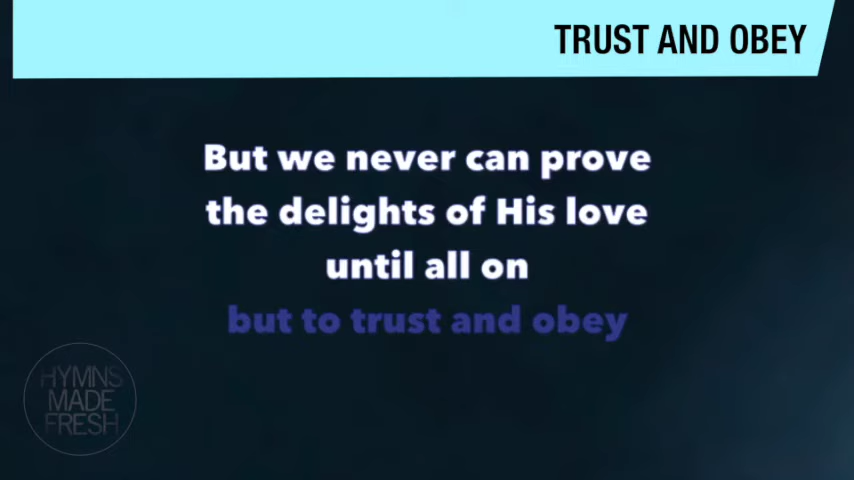 TRUST AND OBEY
But we never can prove
the delights of His love
until all on
but to trust and obey
HYMNS
MADE
FRESH